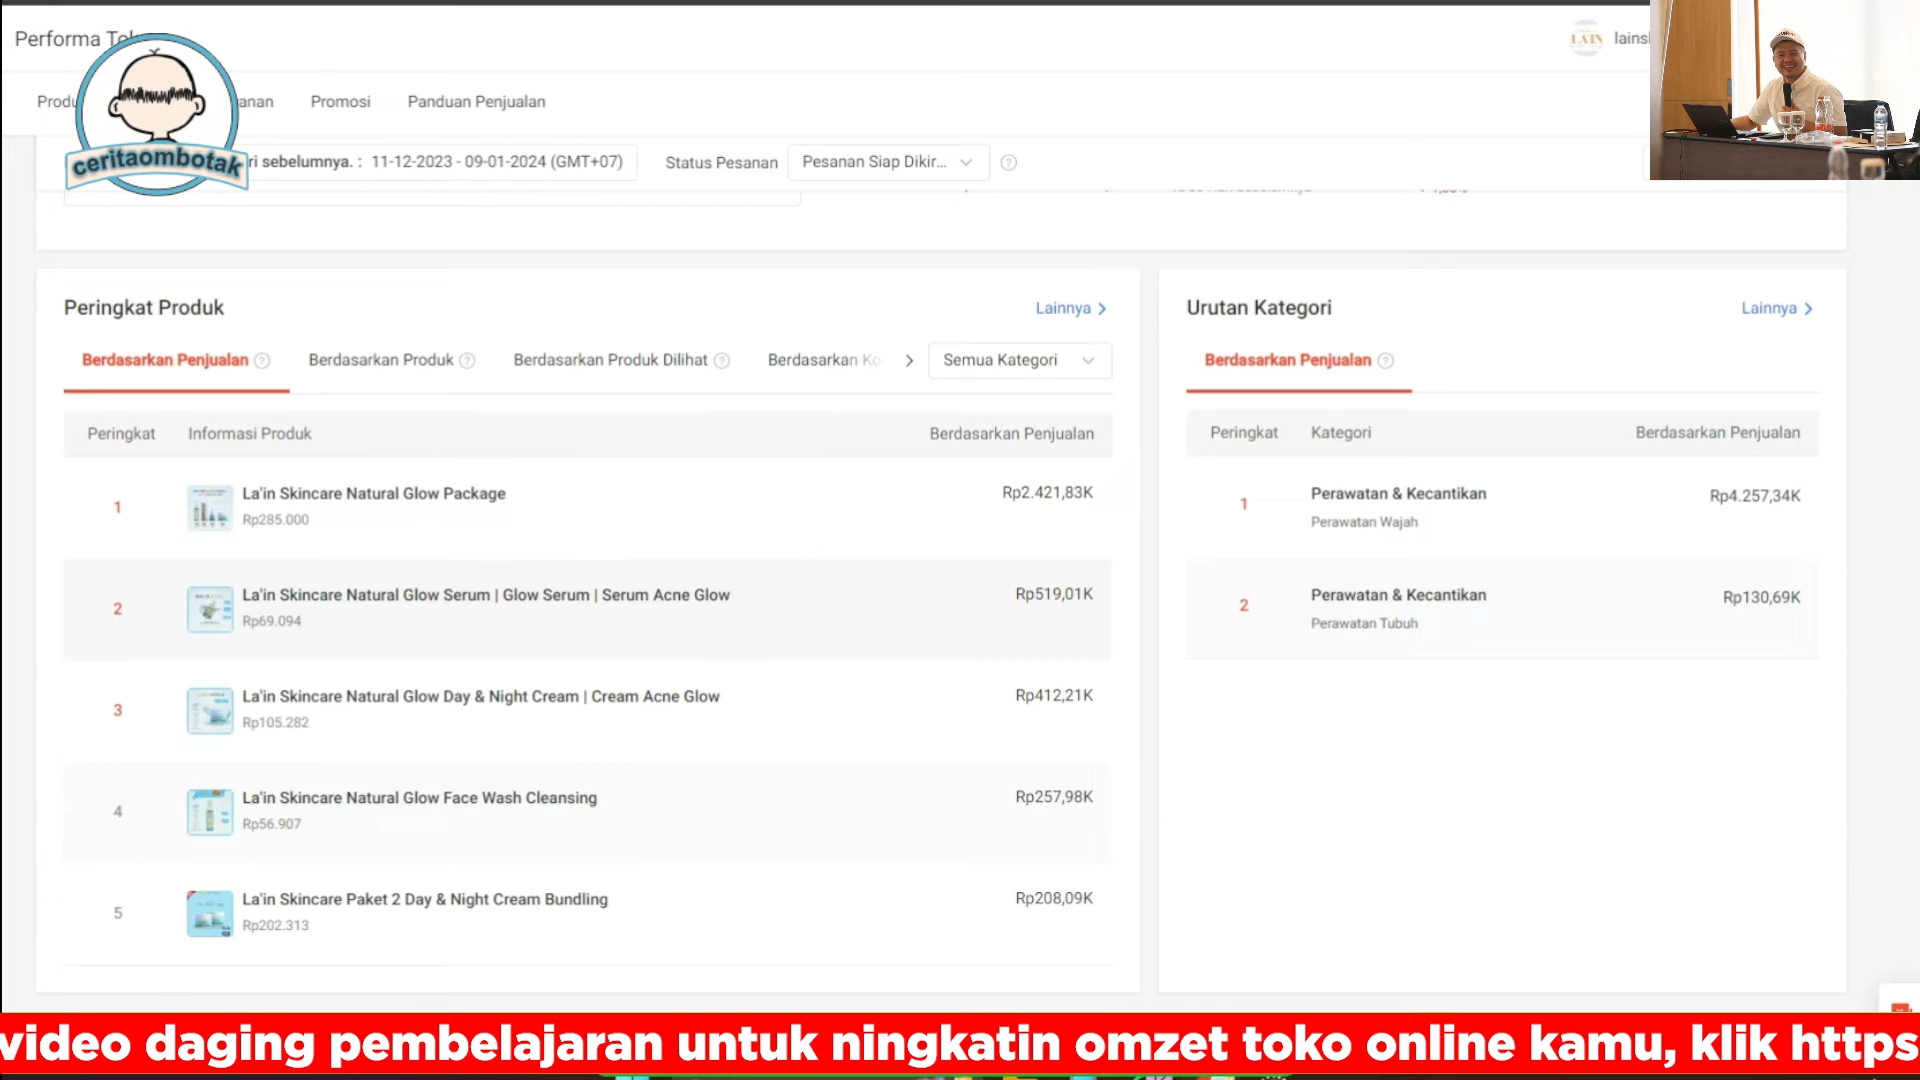 Performa
LAIN
Promosi
Panduan Penjualan
ceritaombotak
sebelumnya. : 11-12-2023 - 09-01-2024 (GMT+07)
Status Pesanan
Pesanan Siap Dikir...
Peringkat Produk
Lainnya
Berdasarkan Penjualan
Berdasarkan Produk
Berdasarkan Produk Dilihat
Berdasarkan
Semua Kategori
Peringkat
Informasi Produk
Berdasarkan Penjualan
1
La'in Skincare Natural Glow Package
Rp2.421,83K
Rp285.000
2
La'in Skincare Natural Glow Serum | Glow Serum | Serum Acne Glow
Rp519,01K
Rp69.094
3
La'in Skincare Natural Glow Day & Night Cream | Cream Acne Glow
Rp412,21K
Rp105.282
4
La'in Skincare Natural Glow Face Wash Cleansing
Rp257,98K
Rp56.907
5
La'in Skincare Paket 2 Day & Night Cream Bundling
Rp208,09K
Rp202.313
Urutan Kategori
Lainnya
Berdasarkan Penjualan
Peringkat
Kategori
Berdasarkan Penjualan
1
Perawatan & Kecantikan
Rp4.257,34K
Perawatan Wajah
2
Perawatan & Kecantikan
Rp130,69K
Perawatan Tubuh
video daging pembelajaran untuk ningkatin omzet toko online kamu, klik https